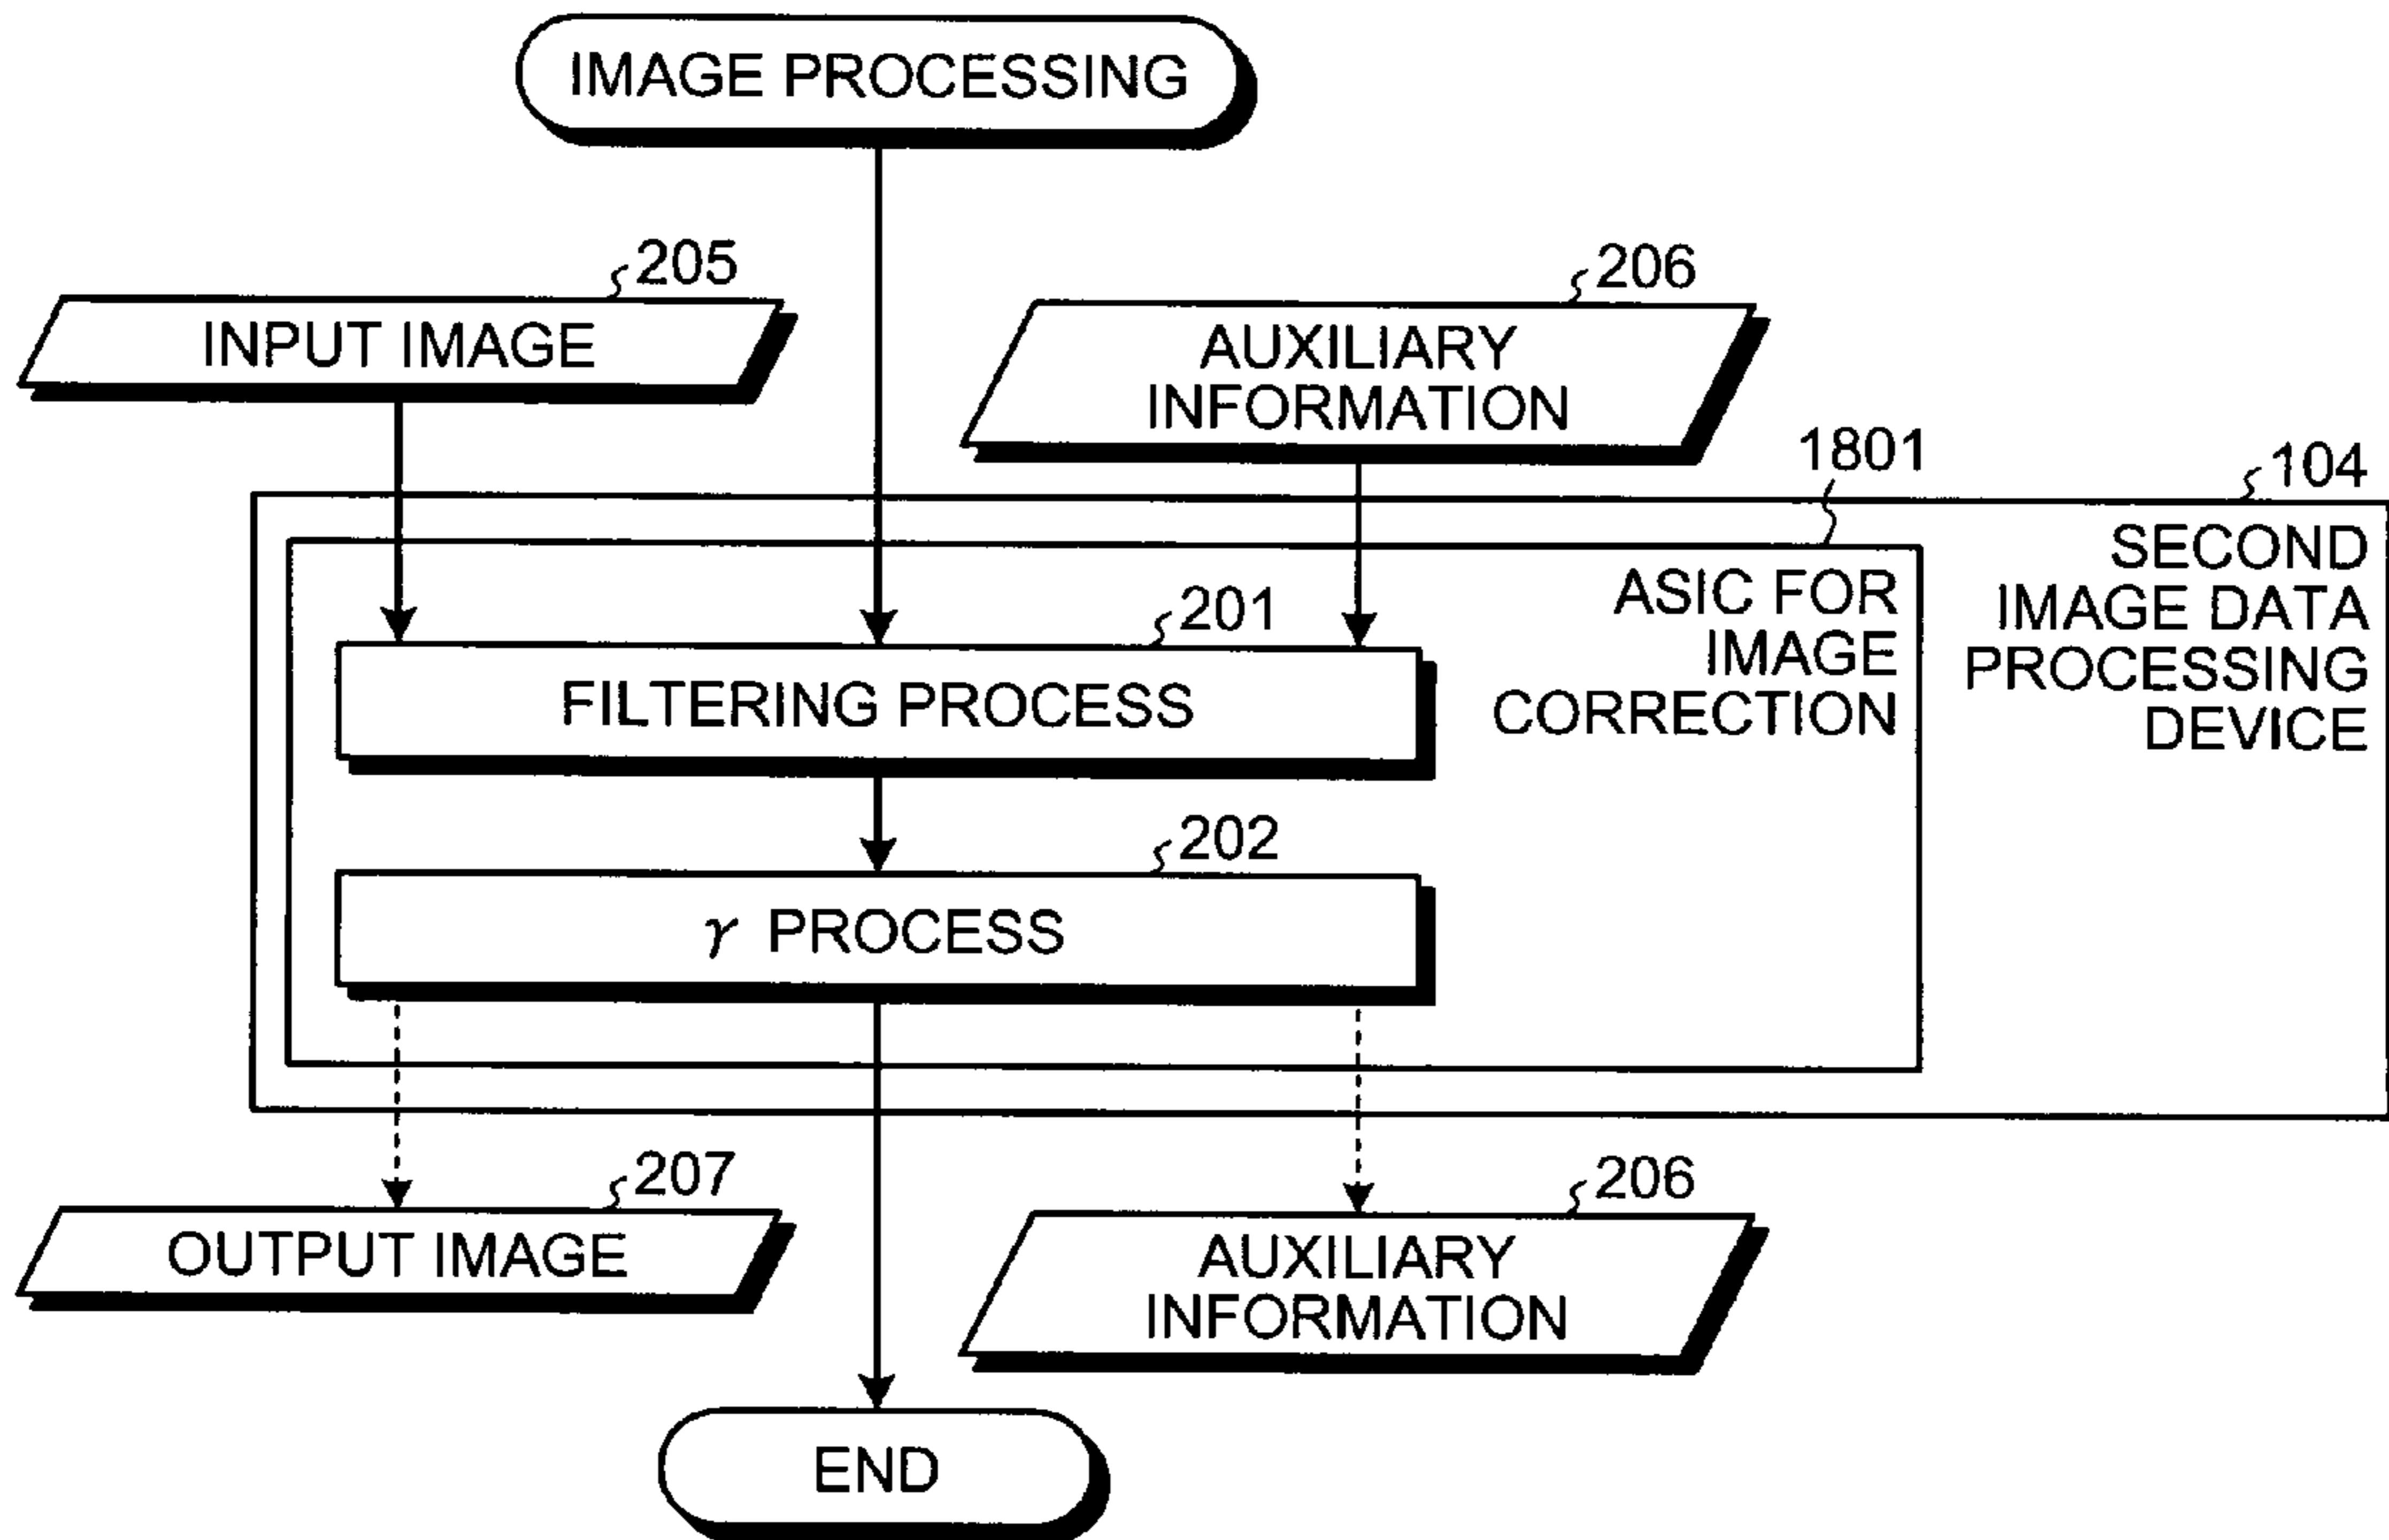 IMAGE PROCESSING
205
INPUT IMAGE
206
AUXILIARY
INFORMATION
1801
104
SECOND
IMAGE DATA
PROCESSING
DEVICE
ASIC FOR
IMAGE
CORRECTION
201
FILTERING PROCESS
202
γ PROCESS
207
OUTPUT IMAGE
206
AUXILIARY
INFORMATION
END